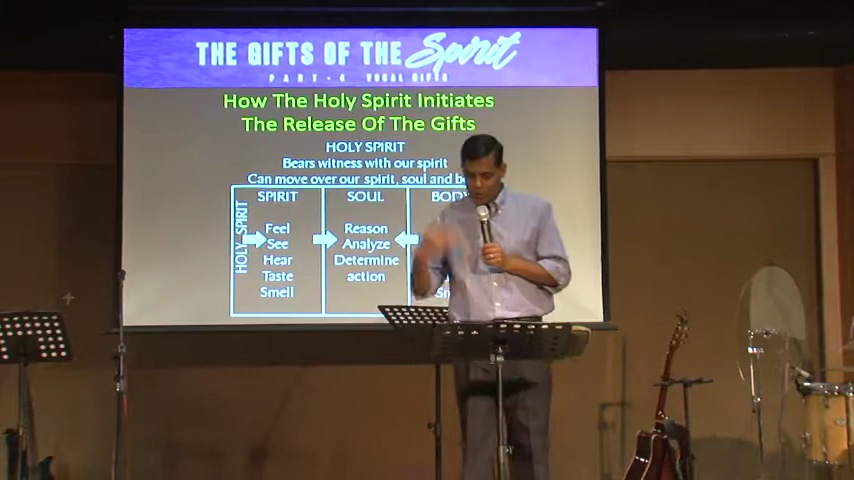 THE GIFTS OF THE Spirit
PART - 4 VOCAL GIFTS
How The Holy Spirit Initiates
The Release Of The Gifts
HOLY SPIRIT
Bears witness with our spirit
Can move over our spirit, soul and
SPIRIT SOUL BODY
HOLY SPIRIT
Feel Reason
See Analyze
Hear Determine
Taste action
Smell